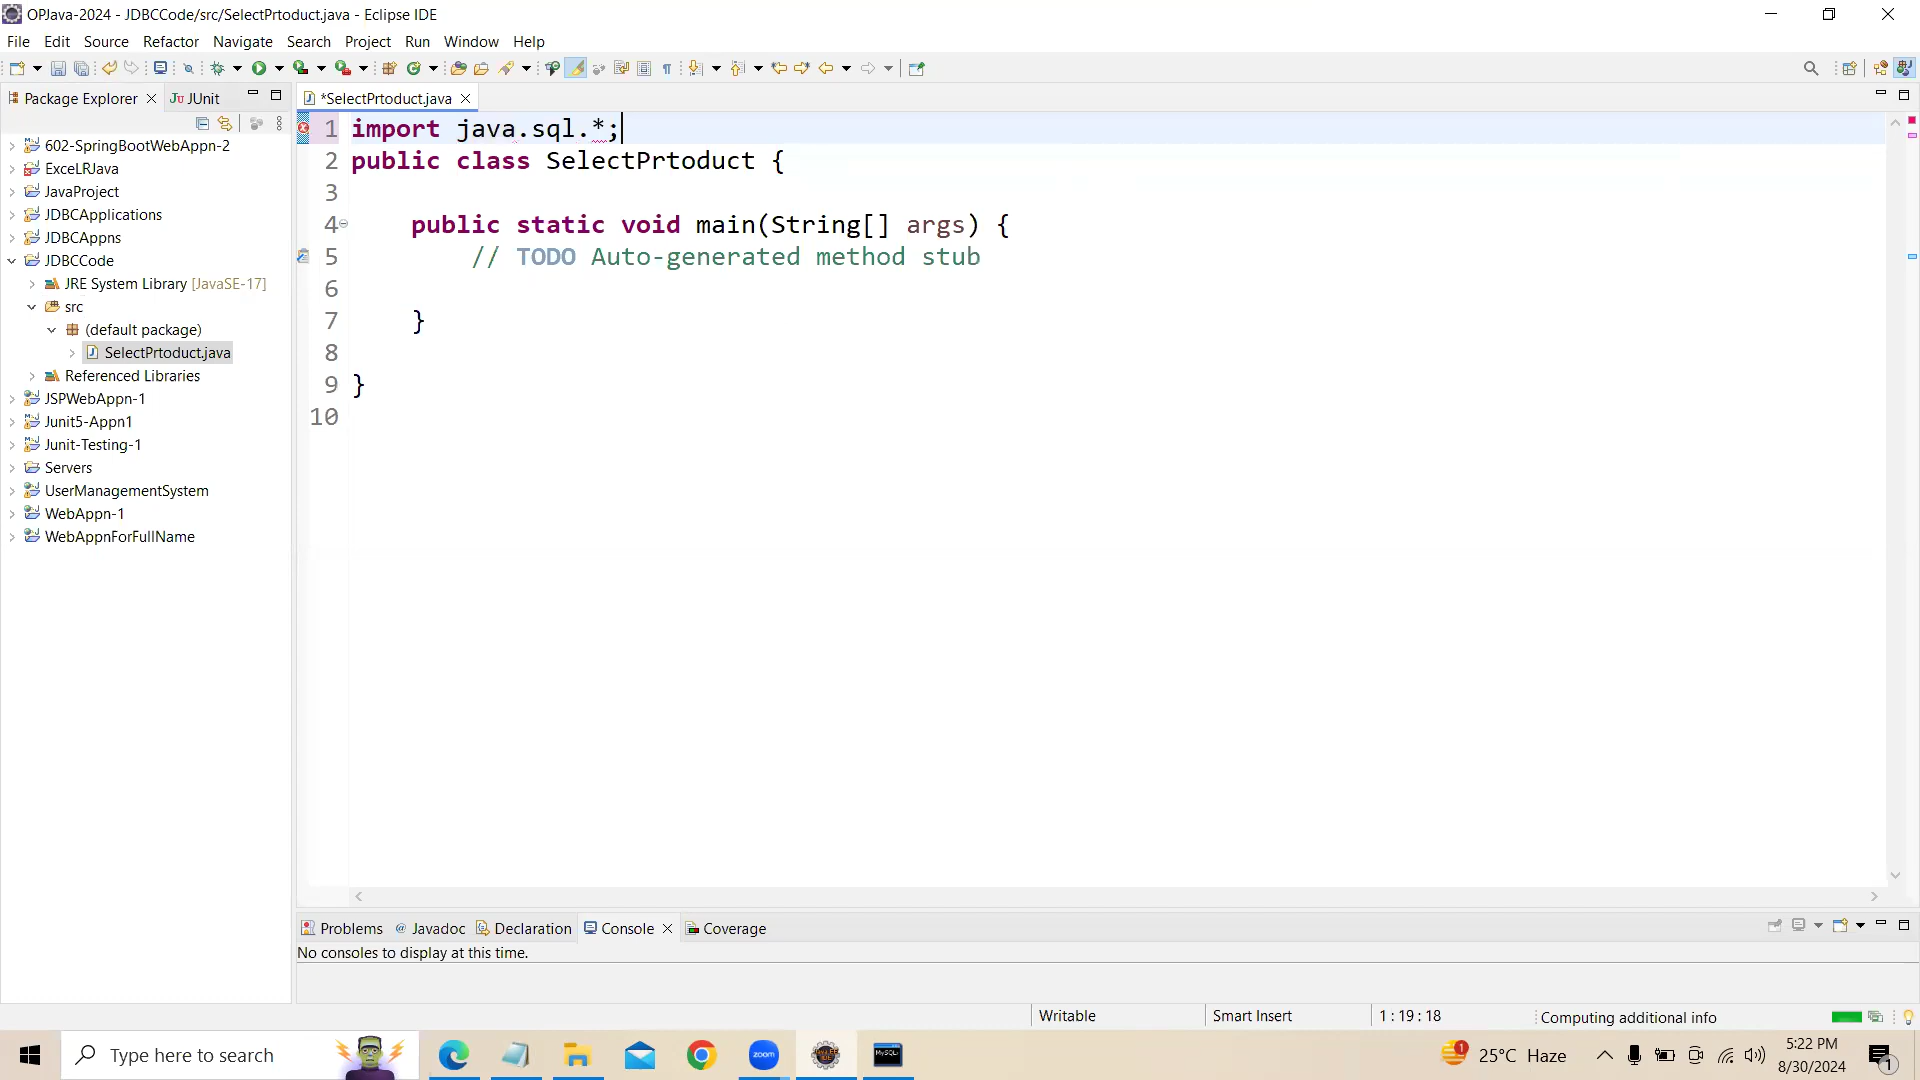 OPJava-2024 - JDBCCode/src/SelectPrtoduct.java - Eclipse IDE
File Edit Source Refactor Navigate Search Project Run Window Help
Package Explorer JUnit
*SelectPrtoduct.java
602-SpringBootWebAppn-2
ExceLRJava
JavaProject
JDBCApplications
JDBCAppns
JDBCCode
JRE System Library [JavaSE-17]
src
(default package)
SelectPrtoduct.java
Referenced Libraries
JSPWebAppn-1
Junit5-Appn1
Junit-Testing-1
Servers
UserManagementSystem
WebAppn-1
WebAppnForFullName
1 import java.sql.*;
2 public class SelectPrtoduct {
3
4 public static void main(String[] args) {
5 // TODO Auto-generated method stub
6
7 }
8
9 }
10
Problems Javadoc Declaration Console Coverage
No consoles to display at this time.
Writable Smart Insert 1 : 19 : 18 Computing additional info
Type here to search
zoom
MySQL
1
25°C Haze
5:22 PM
8/30/2024
1